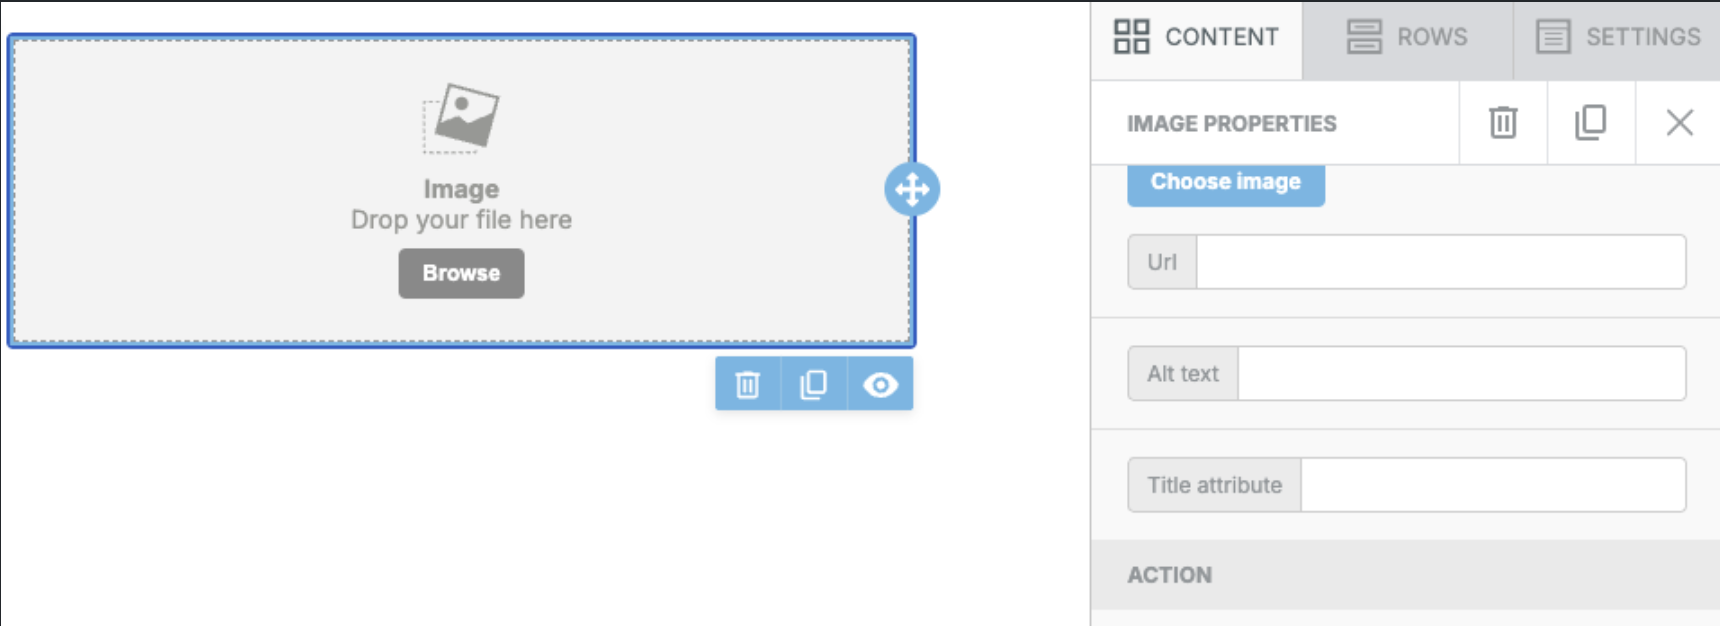 CONTENT
ROWS
SETTINGS
IMAGE PROPERTIES
Image
Drop your file here
Browse
Choose image
Url
Alt text
Title attribute
ACTION